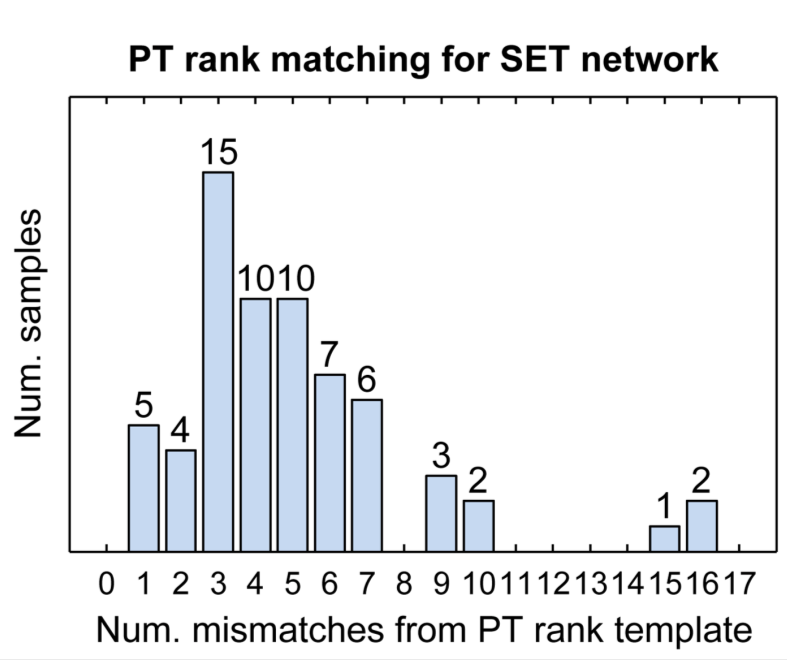 PT rank matching for SET network
Num. samples
15
10 10
7
6
5
4
3
2
1
2
0 1 2 3 4 5 6 7 8 9 10 11 12 13 14 15 16 17
Num. mismatches from PT rank template